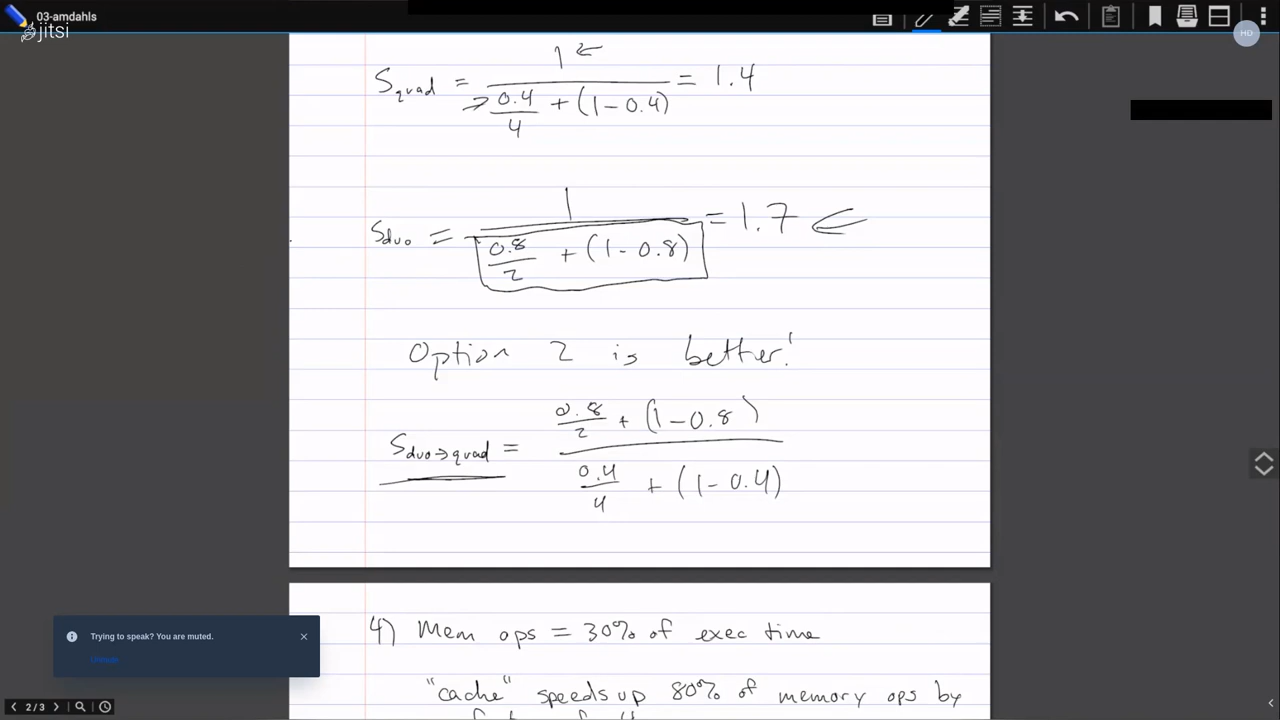 03-amdahls
jitsi
HD
S_quad = 1 / (0.4/4 + (1-0.4)) = 1.4
S_duo = 1 / (0.8/2 + (1-0.8)) = 1.7
Option 2 is better!
S_duo→quad = (0.8/2 + (1-0.8)) / (0.4/4 + (1-0.4))
Trying to speak? You are muted.
Unmute
4) Mem ops = 30% of exec time
"cache" speeds up 80% of memory ops by
2/3